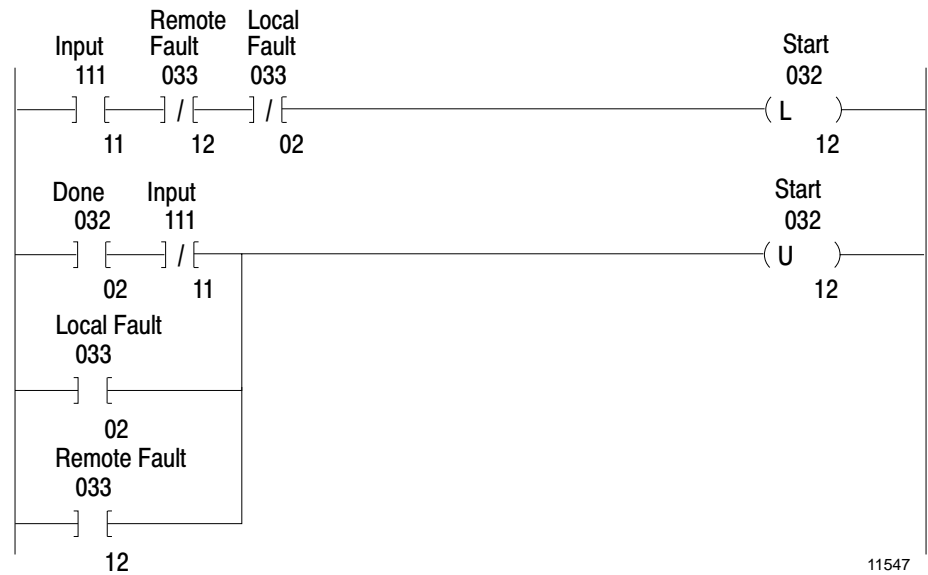 Remote Local
Input Fault Fault Start
111 033 033 032
] [ ] / [ ] / [ ( L )
11 12 02 12
Done Input Start
032 111 032
] [ ] / [ ( U )
02 11 12
Local Fault
033
] [
02
Remote Fault
033
] [
12
11547